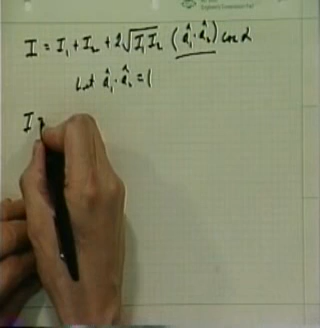 I = I₁ + I₂ + 2√I₁I₂ (â₁·â₂) cos α
Let â₁·â₂ = 1
I =